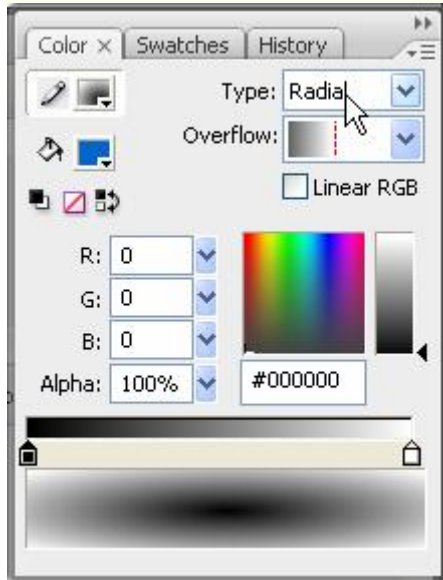 Color × Swatches History
Type: Radial
Overflow:
Linear RGB
R: 0
G: 0
B: 0
Alpha: 100% #000000